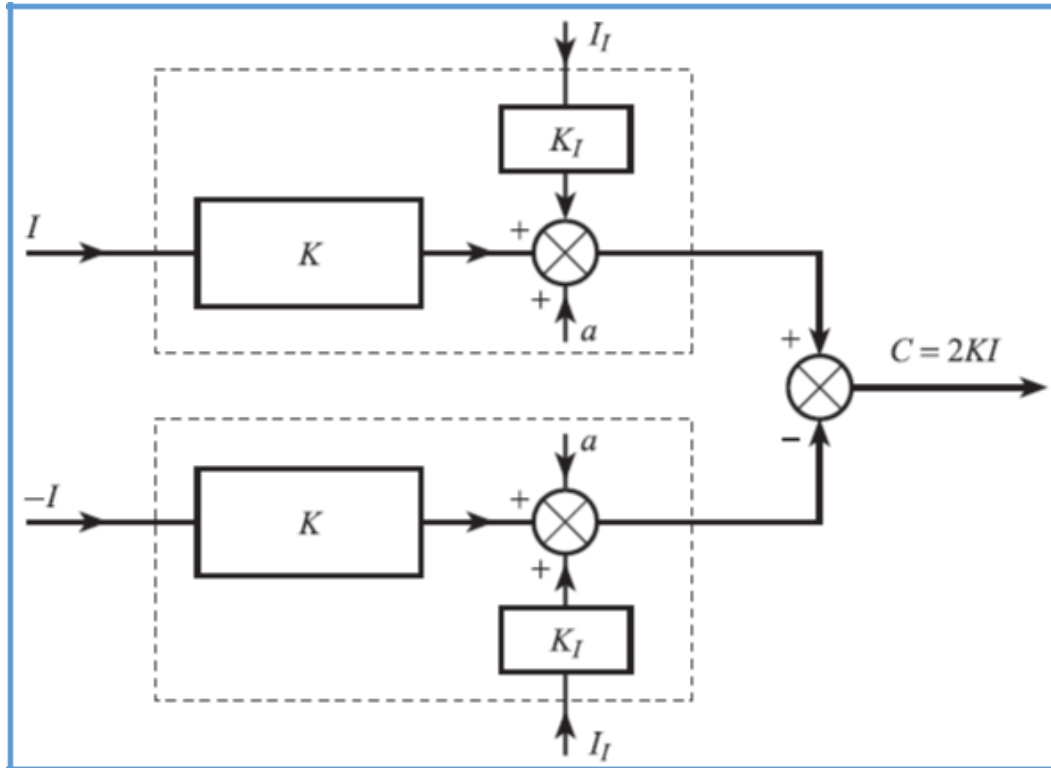 I_I
K_I
I
K
+
+
a
+
C = 2KI
−
a
−I
K
+
+
K_I
I_I